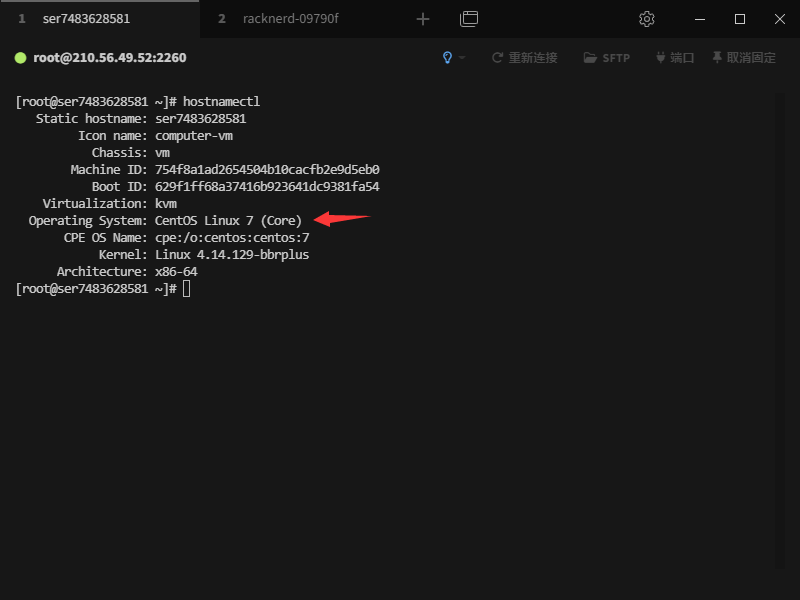 1 ser7483628581 2 racknerd-09790f
root@210.56.49.52:2260 重新连接 SFTP 端口 取消固定
[root@ser7483628581 ~]# hostnamectl
Static hostname: ser7483628581
Icon name: computer-vm
Chassis: vm
Machine ID: 754f8a1ad2654504b10cacfb2e9d5eb0
Boot ID: 629f1ff68a37416b923641dc9381fa54
Virtualization: kvm
Operating System: CentOS Linux 7 (Core)
CPE OS Name: cpe:/o:centos:centos:7
Kernel: Linux 4.14.129-bbrplus
Architecture: x86-64
[root@ser7483628581 ~]#